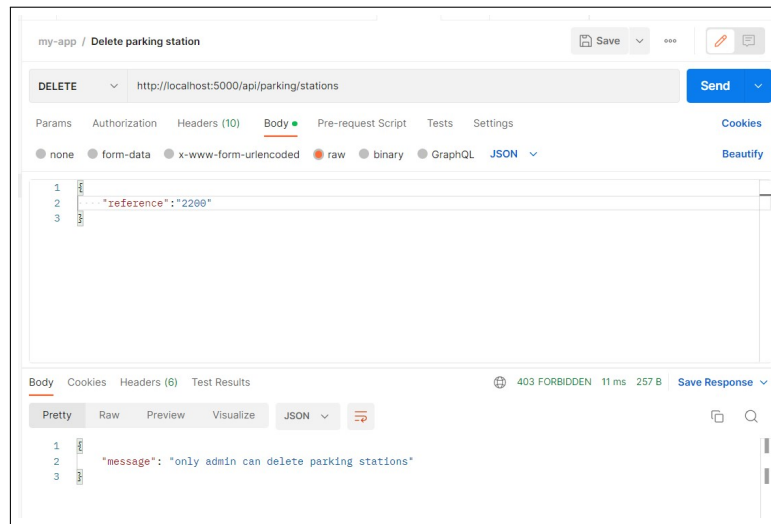 my-app / Delete parking station
Save
DELETE http://localhost:5000/api/parking/stations Send
Params Authorization Headers (10) Body Pre-request Script Tests Settings Cookies
none form-data x-www-form-urlencoded raw binary GraphQL JSON Beautify
1 {
2 "reference":"2200"
3 }
Body Cookies Headers (6) Test Results 403 FORBIDDEN 11 ms 257 B Save Response
Pretty Raw Preview Visualize JSON
1 {
2 "message": "only admin can delete parking stations"
3 }